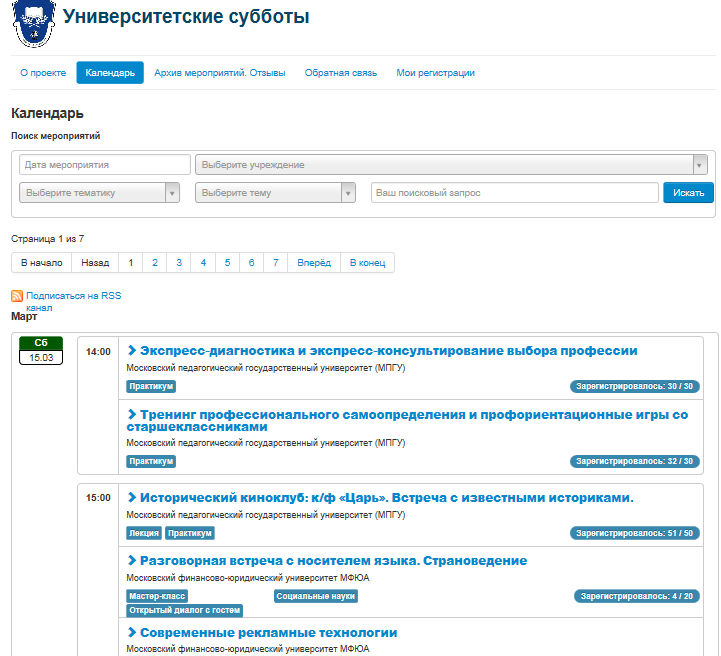 Университетские субботы
О проекте Календарь Архив мероприятий. Отзывы Обратная связь Мои регистрации
Календарь
Поиск мероприятий
Дата мероприятия Выберите учреждение
Выберите тематику Выберите тему Ваш поисковый запрос Искать
Страница 1 из 7
В начало Назад 1 2 3 4 5 6 7 Вперёд В конец
Подписаться на RSS
канал
Март
Сб
15.03
14:00 Экспресс-диагностика и экспресс-консультирование выбора профессии
Московский педагогический государственный университет (МПГУ)
Практикум Зарегистрировалось: 30 / 30
Тренинг профессионального самоопределения и профориентационные игры со
старшеклассниками
Московский педагогический государственный университет (МПГУ)
Практикум Зарегистрировалось: 32 / 30
15:00 Исторический киноклуб: к/ф «Царь». Встреча с известными историками.
Московский педагогический государственный университет (МПГУ)
Лекция Практикум Зарегистрировалось: 51 / 50
Разговорная встреча с носителем языка. Страноведение
Московский финансово-юридический университет МФЮА
Мастер-класс Социальные науки Зарегистрировалось: 4 / 20
Открытый диалог с гостем
Современные рекламные технологии
Московский финансово-юридический университет МФЮА